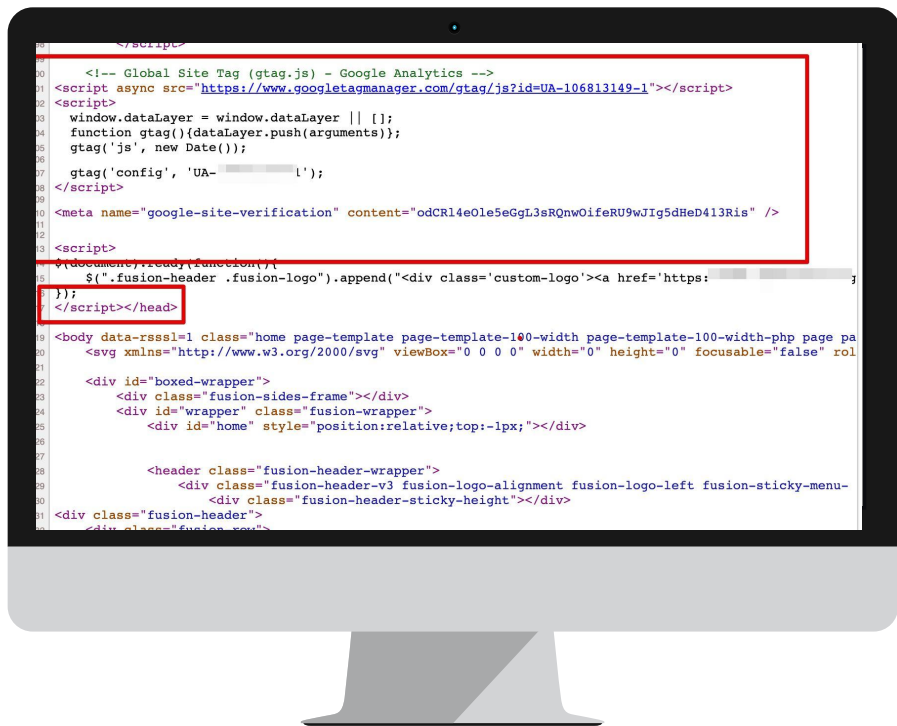 </script>
<!-- Global Site Tag (gtag.js) - Google Analytics -->
<script async src="https://www.googletagmanager.com/gtag/js?id=UA-106813149-1"></script>
<script>
window.dataLayer = window.dataLayer || [];
function gtag(){dataLayer.push(arguments)};
gtag('js', new Date());
gtag('config', 'UA- ');
</script>
<meta name="google-site-verification" content="odCRl4eOle5eGgL3sRQnwOifeRU9wJIg5dHeD413Ris" />
<script>
$(document).ready(function(){
$(".fusion-header .fusion-logo").append("<div class='custom-logo'><a href='https:
});
</script></head>
<body data-rsssl=1 class="home page-template page-template-100-width page-template-100-width-php page pa
<svg xmlns="http://www.w3.org/2000/svg" viewBox="0 0 0 0" width="0" height="0" focusable="false" rol
<div id="boxed-wrapper">
<div class="fusion-sides-frame"></div>
<div id="wrapper" class="fusion-wrapper">
<div id="home" style="position:relative;top:-1px;"></div>
<header class="fusion-header-wrapper">
<div class="fusion-header-v3 fusion-logo-alignment fusion-logo-left fusion-sticky-menu-
<div class="fusion-header-sticky-height"></div>
<div class="fusion-header">
<div class="fusion-row">